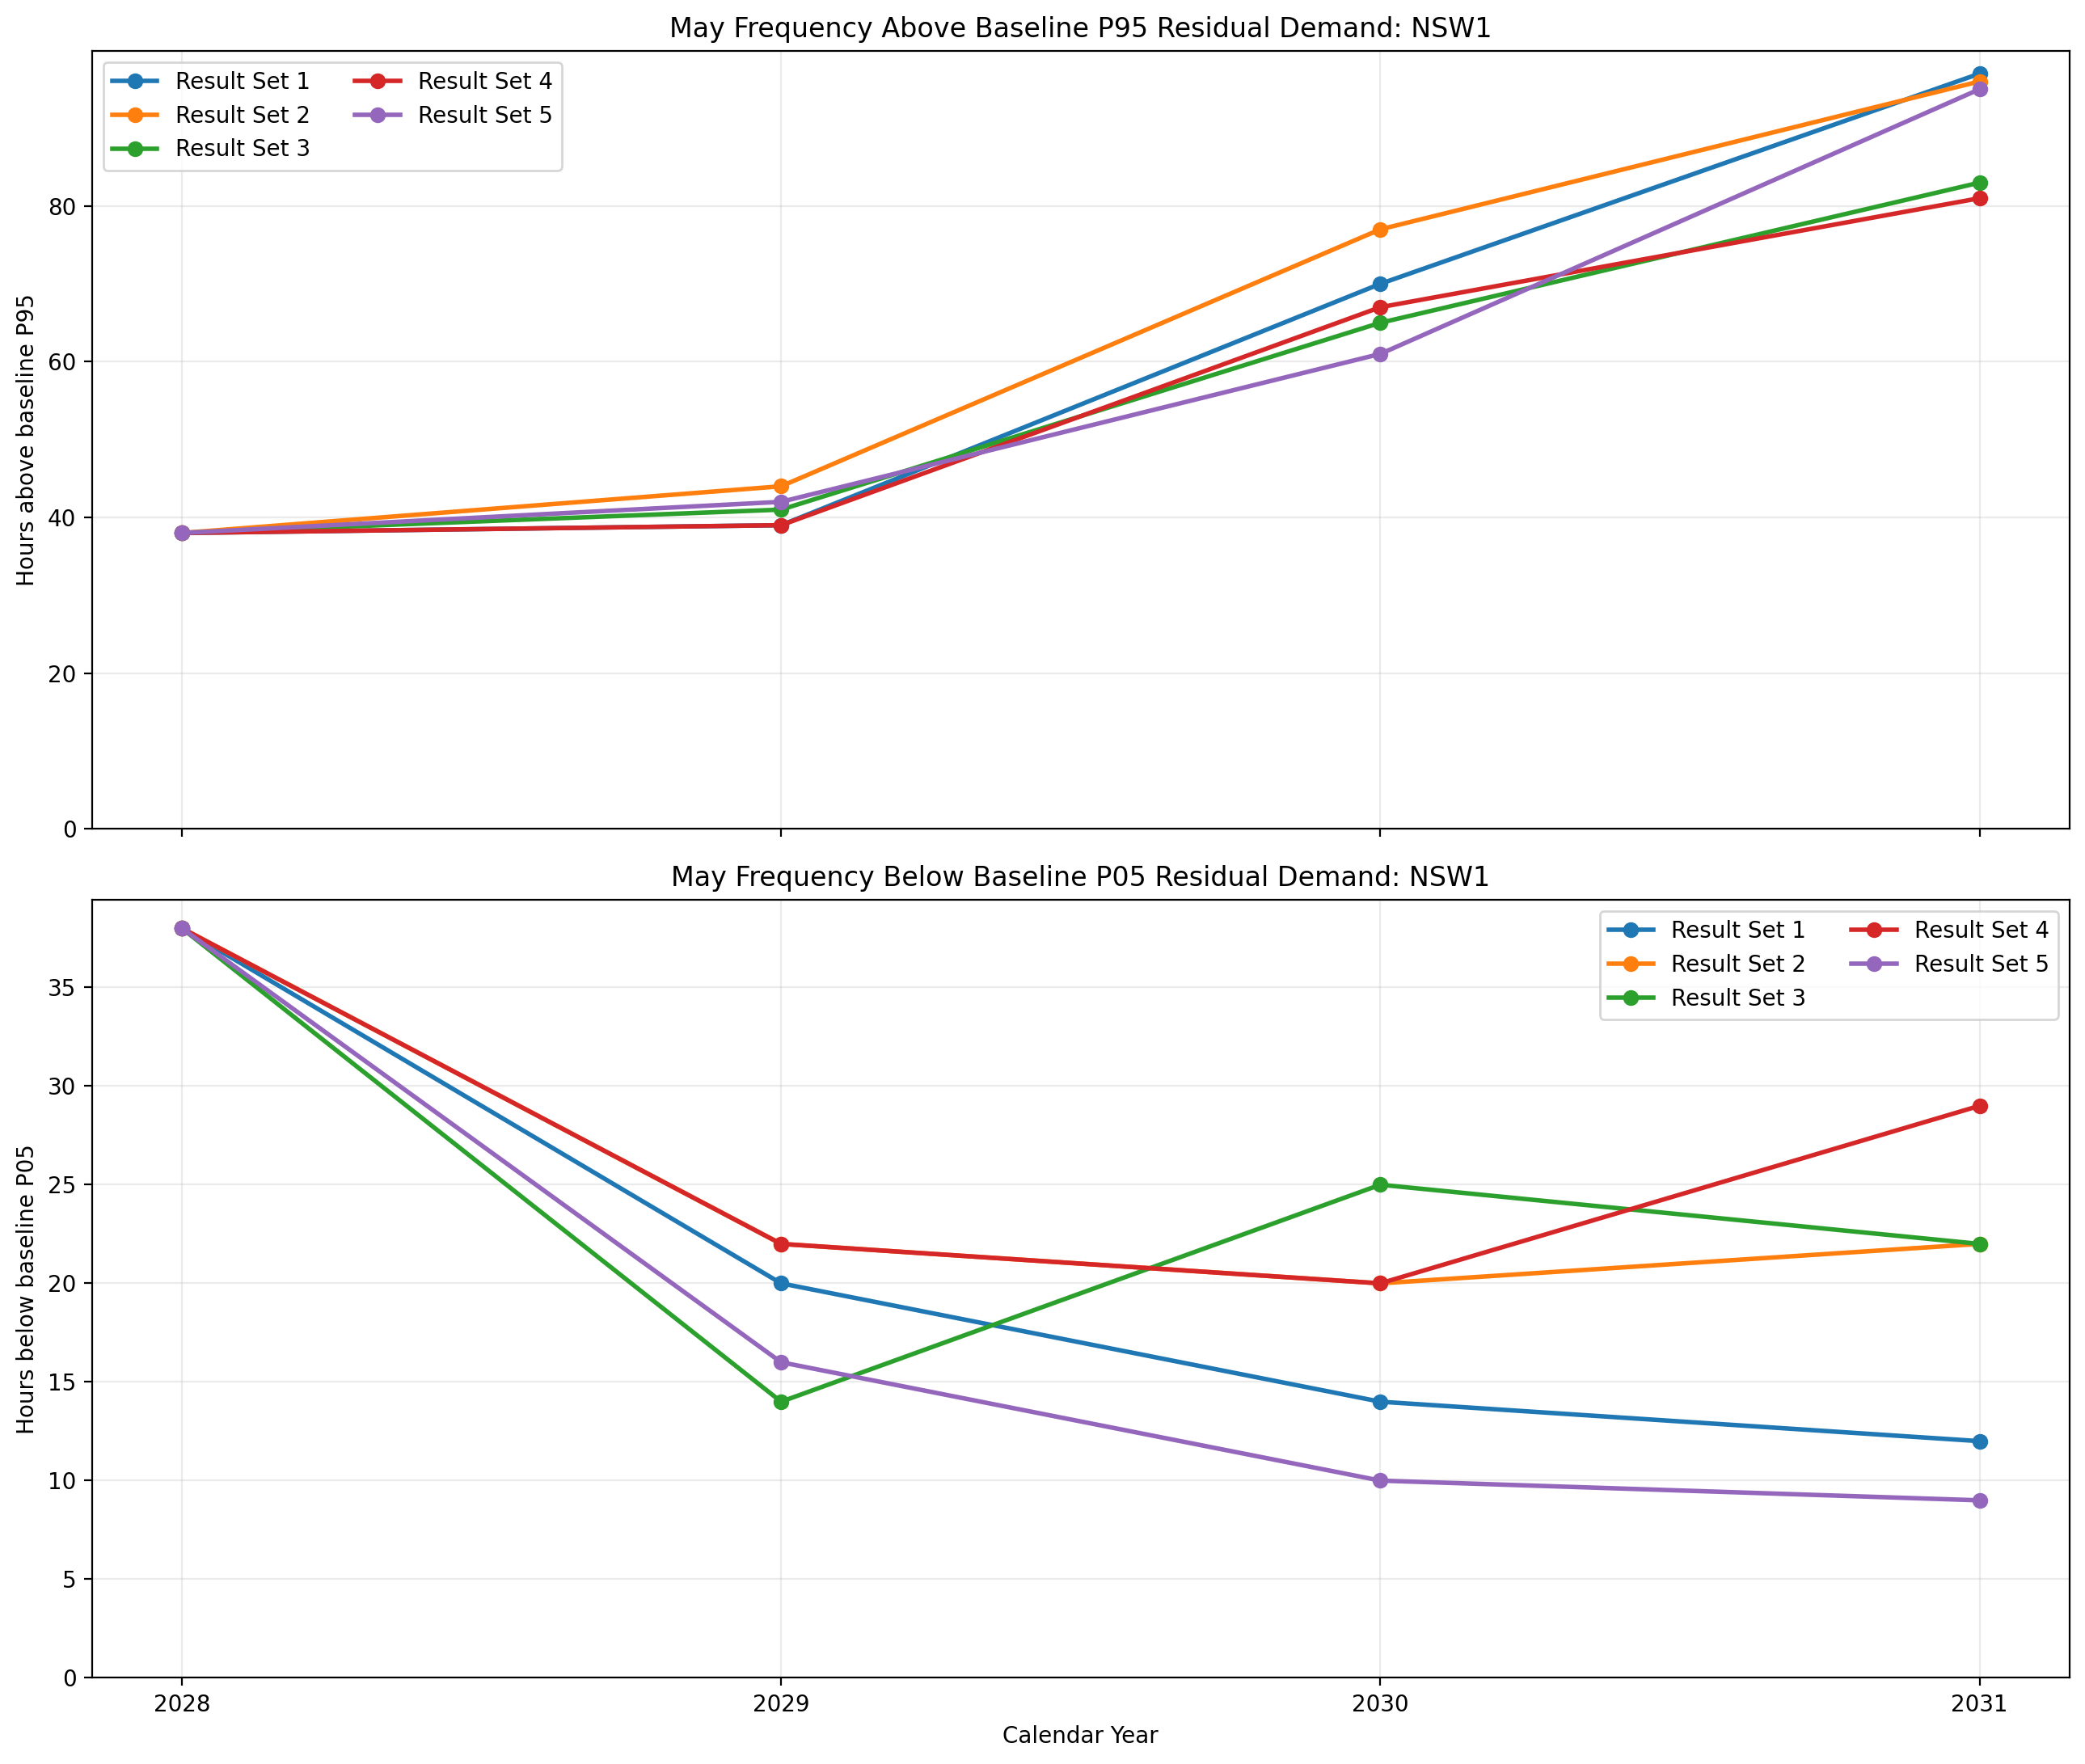 May Frequency Above Baseline P95 Residual Demand: NSW1
Result Set 1
Result Set 2
Result Set 3
Result Set 4
Result Set 5
Hours above baseline P95
80
60
40
20
0
May Frequency Below Baseline P05 Residual Demand: NSW1
Result Set 1
Result Set 2
Result Set 3
Result Set 4
Result Set 5
Hours below baseline P05
35
30
25
20
15
10
5
0
2028
2029
2030
2031
Calendar Year